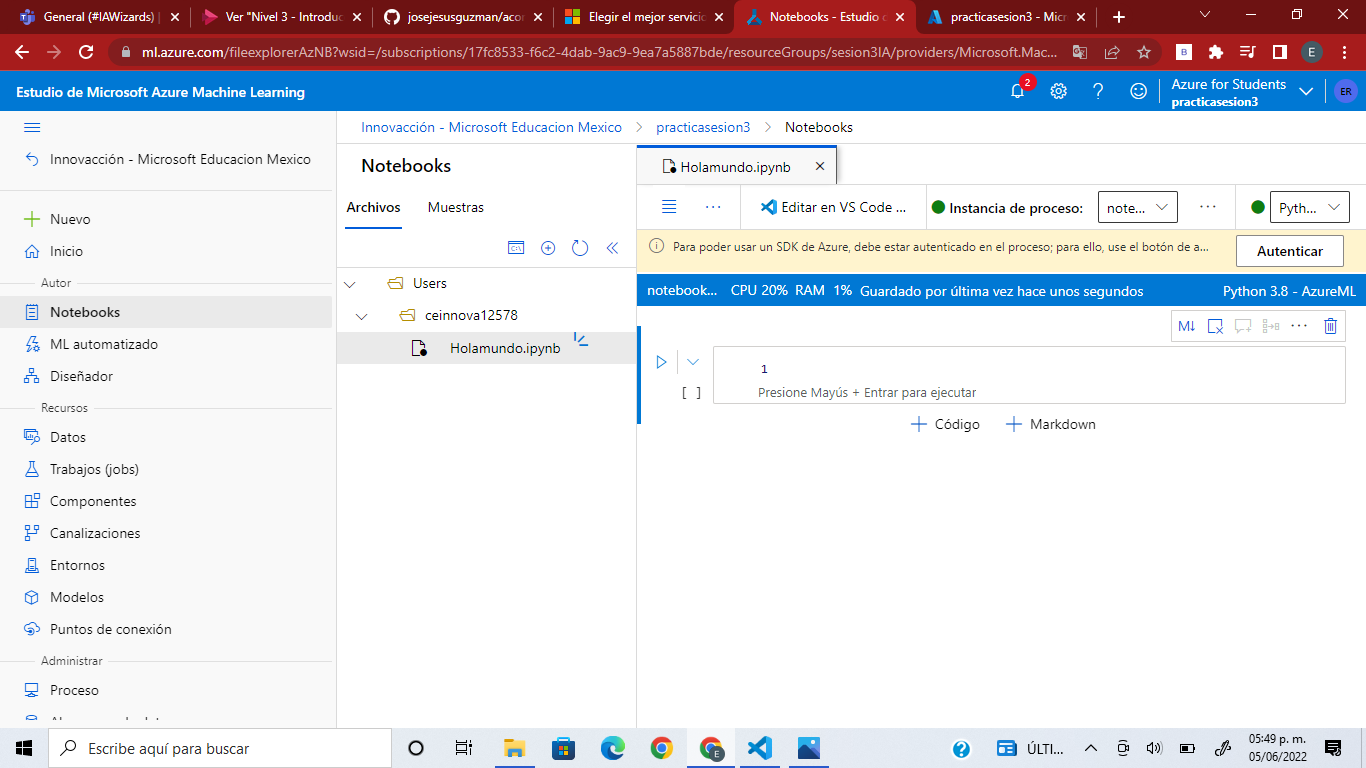 General (#IAWizards) |
Ver "Nivel 3 - Introduc
josejesusguzman/acor
Elegir el mejor servicio
Notebooks - Estudio d
practicasesion3 - Micr
ml.azure.com/fileexplorerAzNB?wsid=/subscriptions/17fc8533-f6c2-4dab-9ac9-9ea7a5887bde/resourceGroups/sesion3IA/providers/Microsoft.Mac...
B
E
Estudio de Microsoft Azure Machine Learning
2
Azure for Students
practicasesion3
ER
Innovacción - Microsoft Educacion Mexico
Nuevo
Inicio
Autor
Notebooks
ML automatizado
Diseñador
Recursos
Datos
Trabajos (jobs)
Componentes
Canalizaciones
Entornos
Modelos
Puntos de conexión
Administrar
Proceso
Innovacción - Microsoft Educacion Mexico > practicasesion3 > Notebooks
Notebooks
Archivos Muestras
Users
ceinnova12578
Holamundo.ipynb
Holamundo.ipynb
Editar en VS Code ...
Instancia de proceso:
note...
Pyth...
Para poder usar un SDK de Azure, debe estar autenticado en el proceso; para ello, use el botón de a...
Autenticar
notebook... CPU 20% RAM 1% Guardado por última vez hace unos segundos
Python 3.8 - AzureML
M↓
1
[ ]
Presione Mayús + Entrar para ejecutar
+ Código + Markdown
Escribe aquí para buscar
E
ÚLTI...
05:49 p. m.
05/06/2022